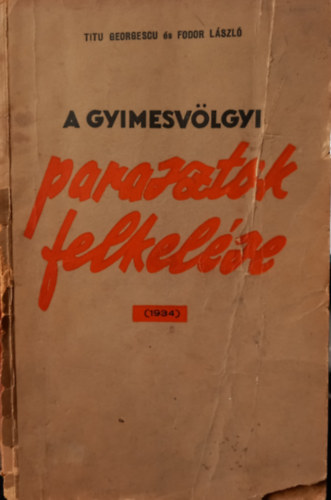 TITU GEORGESCU és FODOR LÁSZLÓ
A GYIMESVÖLGYI
parasztok
felkelése
(1934)